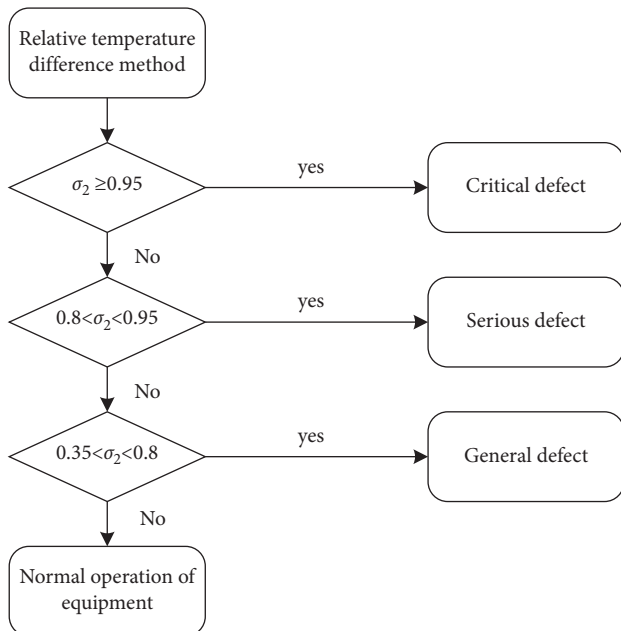 Relative temperature
difference method
σ₂ ≥0.95
yes
Critical defect
No
0.8<σ₂<0.95
yes
Serious defect
No
0.35<σ₂<0.8
yes
General defect
No
Normal operation of
equipment